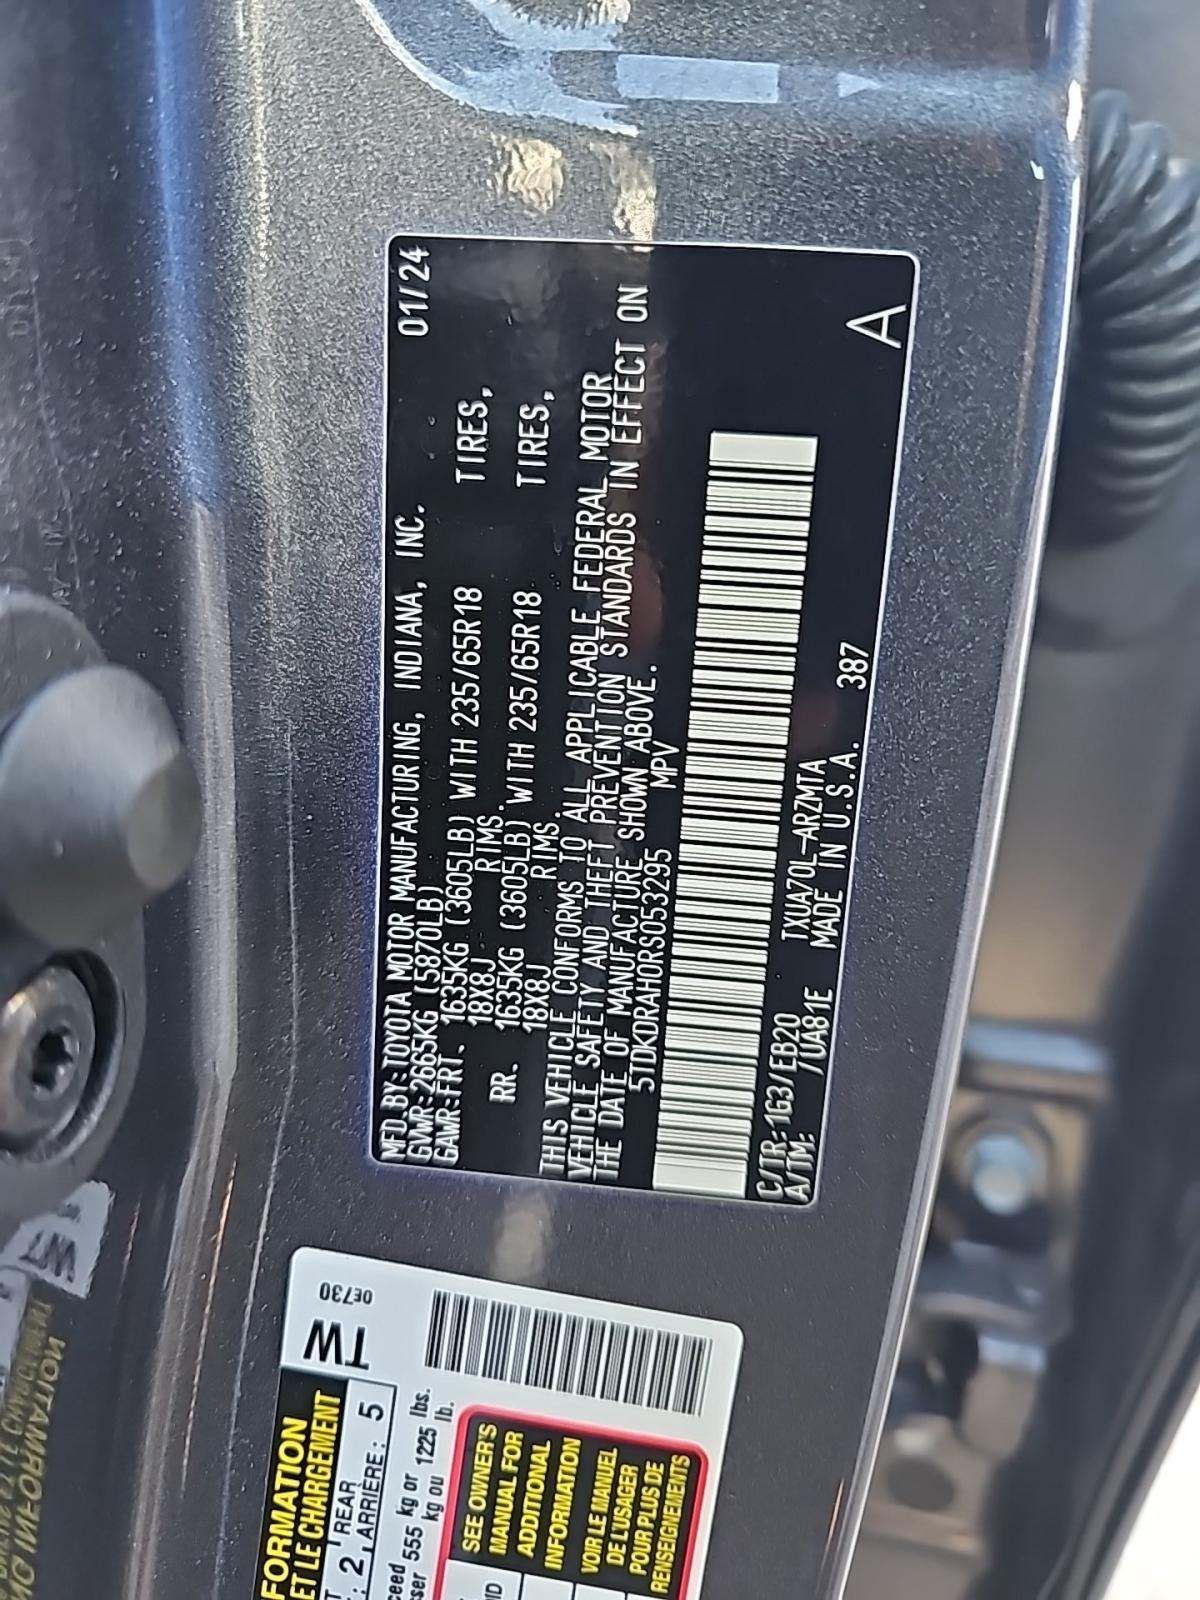 MFD.BY:TOYOTA MOTOR MANUFACTURING, INDIANA, INC. 01/24
GVWR:2665KG (5870LB)
GAWR:FRT. 1635KG (3605LB) WITH 235/65R18 TIRES,
18X8J RIMS.
RR. 1635KG (3605LB) WITH 235/65R18 TIRES,
18X8J RIMS.
THIS VEHICLE CONFORMS TO ALL APPLICABLE FEDERAL MOTOR
VEHICLE SAFETY AND THEFT PREVENTION STANDARDS IN EFFECT ON
THE DATE OF MANUFACTURE SHOWN ABOVE.
5TDKDRAH0RS053295 MPV
C/TR:1G3/EB20 TXUA70L-ARZMTA
A/TM: /UA81E MADE IN U.S.A. 387
A
TW
0E730
FORMATION
ET LE CHARGEMENT
2 REAR
ARRIÈRE: 5
555 kg or 1225 lbs.
kg ou lb.
SEE OWNER'S
MANUAL FOR
ADDITIONAL
INFORMATION
VOIR LE MANUEL
DE L'USAGER
POUR PLUS DE
RENSEIGNEMENTS